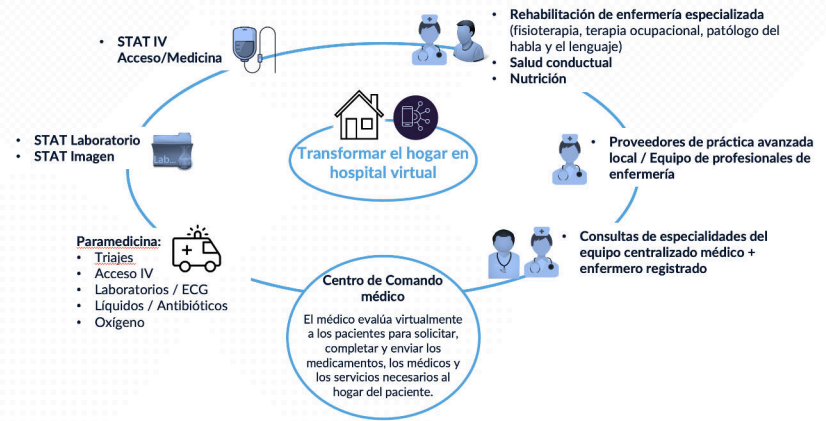 • STAT IV
Acceso/Medicina
• Rehabilitación de enfermería especializada
(fisioterapia, terapia ocupacional, patólogo del
habla y el lenguaje)
• Salud conductual
• Nutrición
• STAT Laboratorio
• STAT Imagen
Lab...
Transformar el hogar en
hospital virtual
• Proveedores de práctica avanzada
local / Equipo de profesionales de
enfermería
Paramedicina:
• Triajes
• Acceso IV
• Laboratorios / ECG
• Líquidos / Antibióticos
• Oxígeno
• Consultas de especialidades del
equipo centralizado médico +
enfermero registrado
Centro de Comando
médico
El médico evalúa virtualmente
a los pacientes para solicitar,
completar y enviar los
medicamentos, los médicos y
los servicios necesarios al
hogar del paciente.